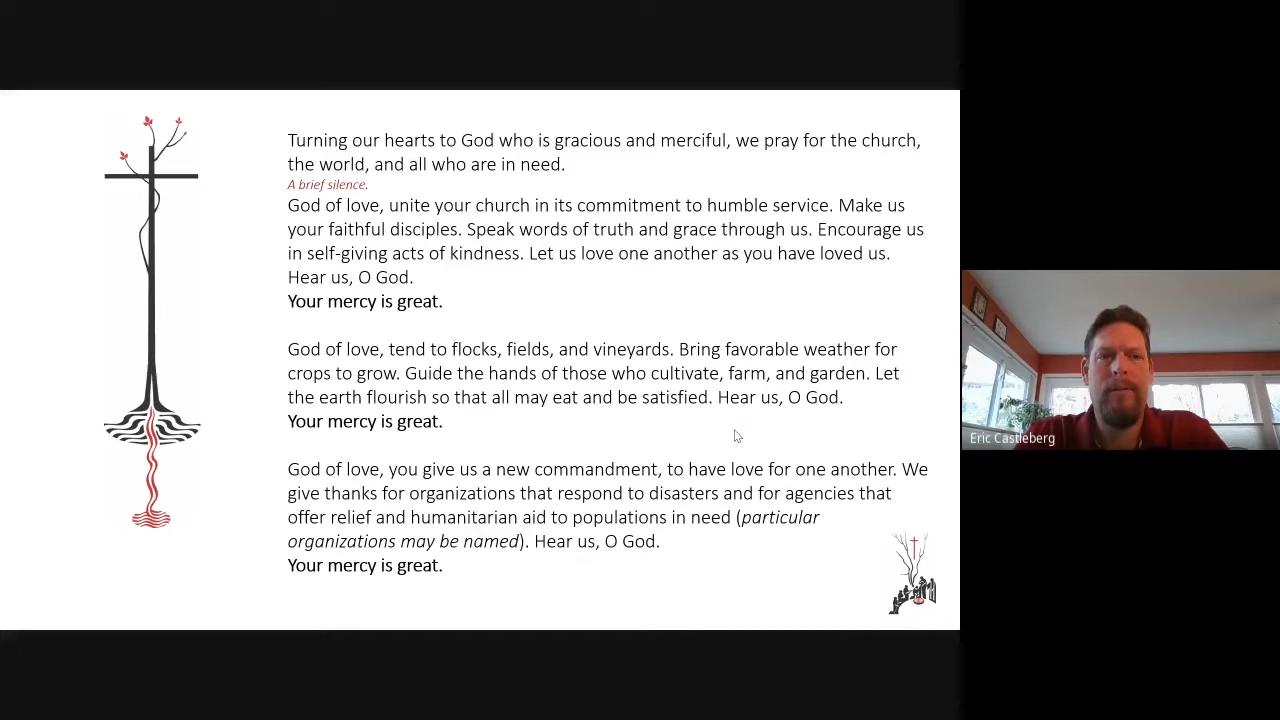 Turning our hearts to God who is gracious and merciful, we pray for the church,
the world, and all who are in need.
A brief silence.
God of love, unite your church in its commitment to humble service. Make us
your faithful disciples. Speak words of truth and grace through us. Encourage us
in self-giving acts of kindness. Let us love one another as you have loved us.
Hear us, O God.
Your mercy is great.
God of love, tend to flocks, fields, and vineyards. Bring favorable weather for
crops to grow. Guide the hands of those who cultivate, farm, and garden. Let
the earth flourish so that all may eat and be satisfied. Hear us, O God.
Your mercy is great.
God of love, you give us a new commandment, to have love for one another. We
give thanks for organizations that respond to disasters and for agencies that
offer relief and humanitarian aid to populations in need (particular
organizations may be named). Hear us, O God.
Your mercy is great.
Eric Castleberg